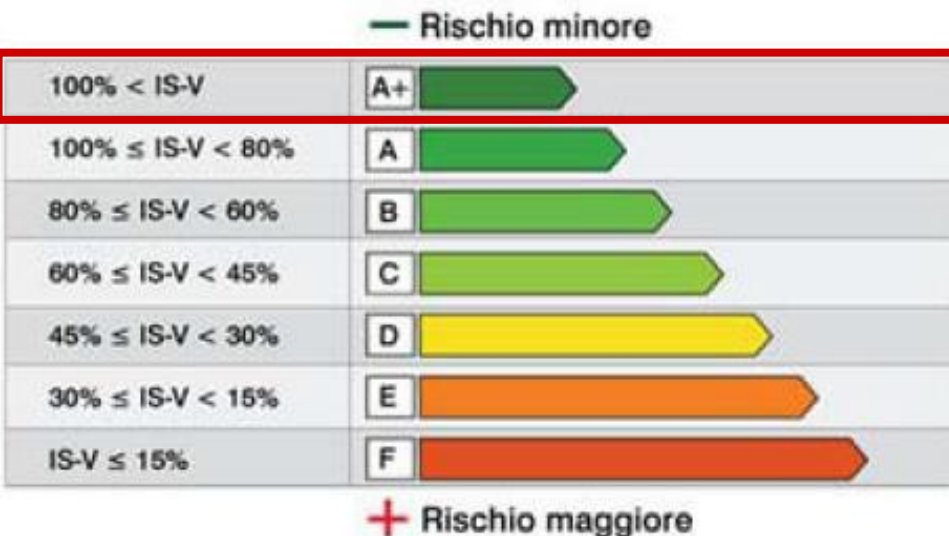 Rischio minore
100% < IS-V A+
100% ≤ IS-V < 80% A
80% ≤ IS-V < 60% B
60% ≤ IS-V < 45% C
45% ≤ IS-V < 30% D
30% ≤ IS-V < 15% E
IS-V ≤ 15% F
Rischio maggiore